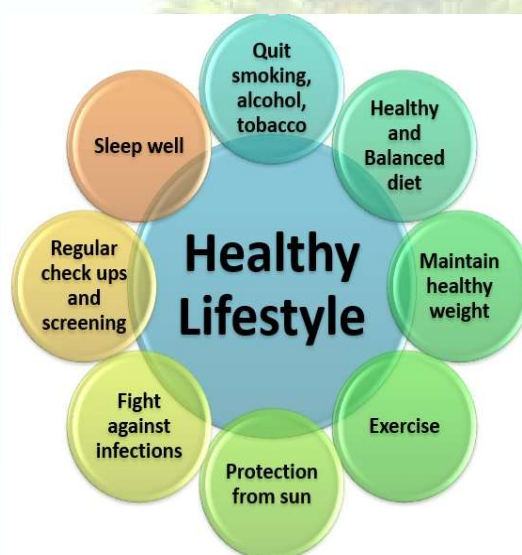 Healthy
Lifestyle
Quit
smoking,
alcohol,
tobacco
Healthy
and
Balanced
diet
Maintain
healthy
weight
Exercise
Protection
from sun
Fight
against
infections
Regular
check ups
and
screening
Sleep well